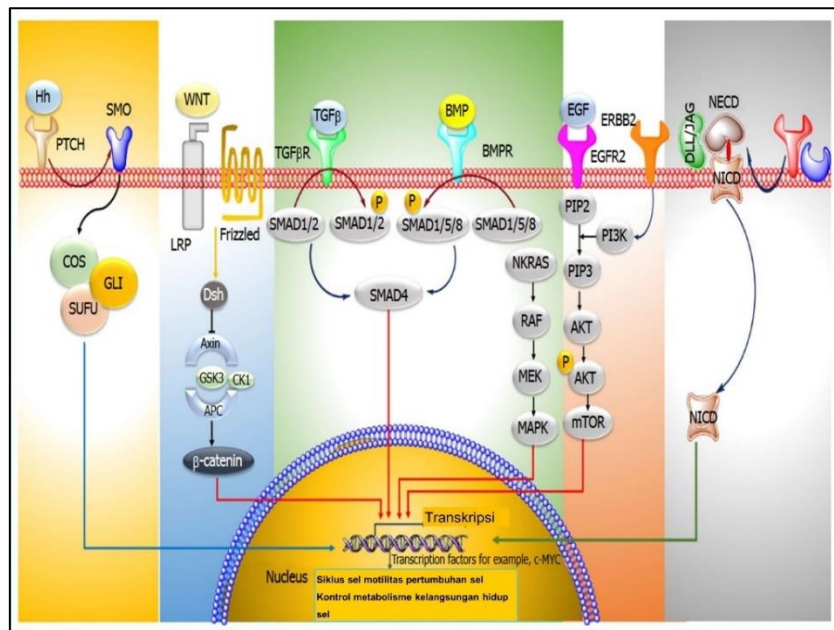 Hh
PTCH
SMO
COS
GLI
SUFU
WNT
LRP
Frizzled
Dsh
Axin
GSK3
CK1
APC
β-catenin
TGFβ
TGFβR
BMP
BMPR
SMAD1/2
SMAD1/2
P
P
SMAD1/5/8
SMAD1/5/8
SMAD4
NKRAS
RAF
MEK
MAPK
EGF
EGFR2
ERBB2
PIP2
PI3K
PIP3
AKT
P
AKT
mTOR
DLL/JAG
NECD
NICD
NICD
Transkripsi
Transcription factors for example, c-MYC
Nucleus
Siklus sel motilitas pertumbuhan sel
Kontrol metabolisme kelangsungan hidup
sel